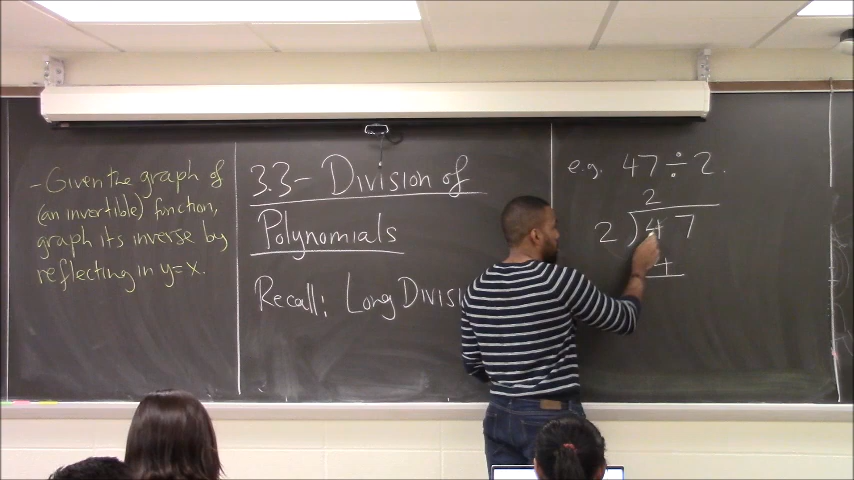 - Given the graph of
(an invertible) function,
graph its inverse by
reflecting in y=x.
3.3 - Division of
Polynomials
Recall: Long Divisi
e.g. 47 ÷ 2.
2
2 ) 47
4